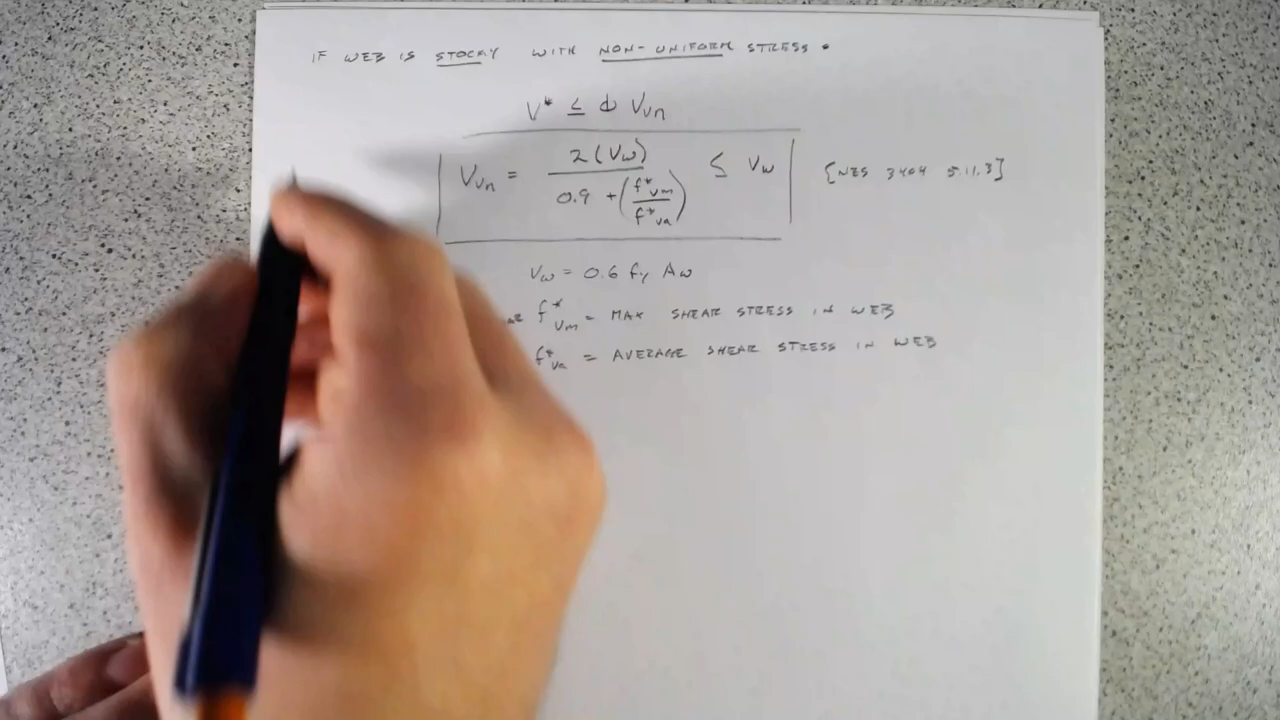 IF WEB IS STOCKY WITH NON-UNIFORM STRESS
V* ≤ ϕ Vvn
Vvn = 2(Vw) / 0.9 + (f*vm / f*va) ≤ Vw [NZS 3404 5.11.3]
Vw = 0.6 fy Aw
f*vm = MAX SHEAR STRESS IN WEB
f*va = AVERAGE SHEAR STRESS IN WEB